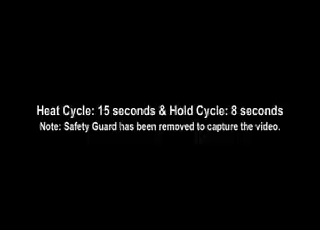 Heat Cycle: 15 seconds & Hold Cycle: 8 seconds
Note: Safety Guard has been removed to capture the video.